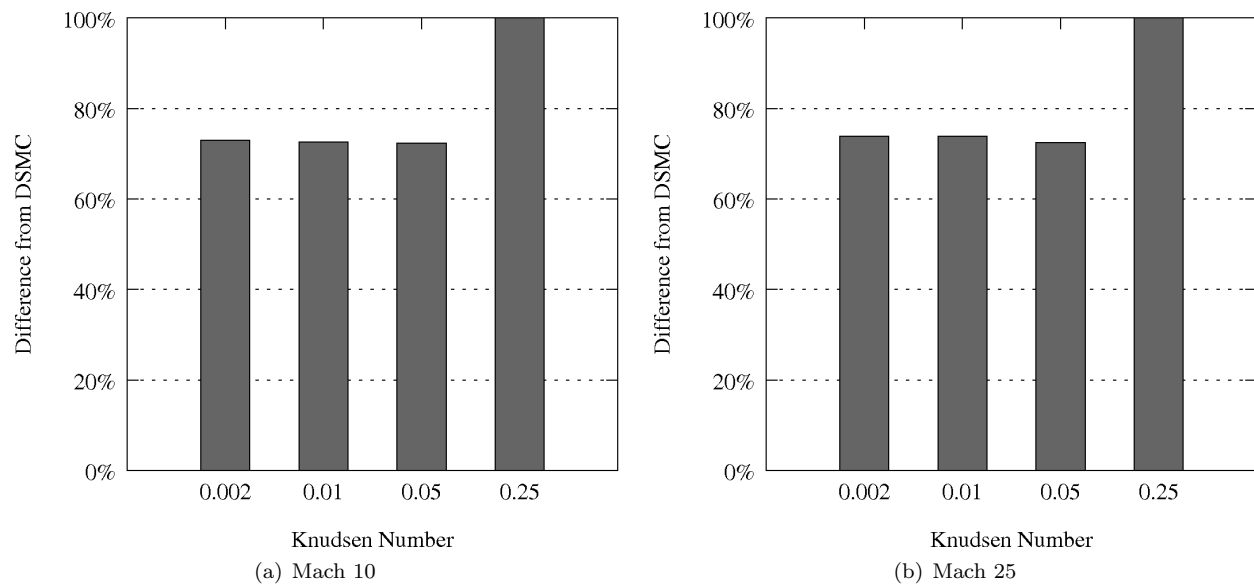 100%
80%
60%
40%
20%
0%
Difference from DSMC
0.002 0.01 0.05 0.25
Knudsen Number
(a) Mach 10
100%
80%
60%
40%
20%
0%
Difference from DSMC
0.002 0.01 0.05 0.25
Knudsen Number
(b) Mach 25